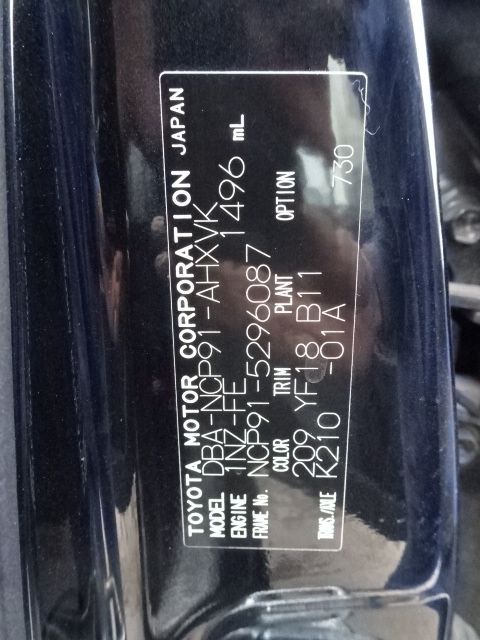 TOYOTA MOTOR CORPORATION JAPAN
MODEL DBA-NCP91-AHXVK
ENGINE 1NZ-FE 1496 mL
FRAME No. NCP91-5296087
COLOR TRIM PLANT OPTION
209 YF18 B11 730
TRNS./AXLE K210 -01A